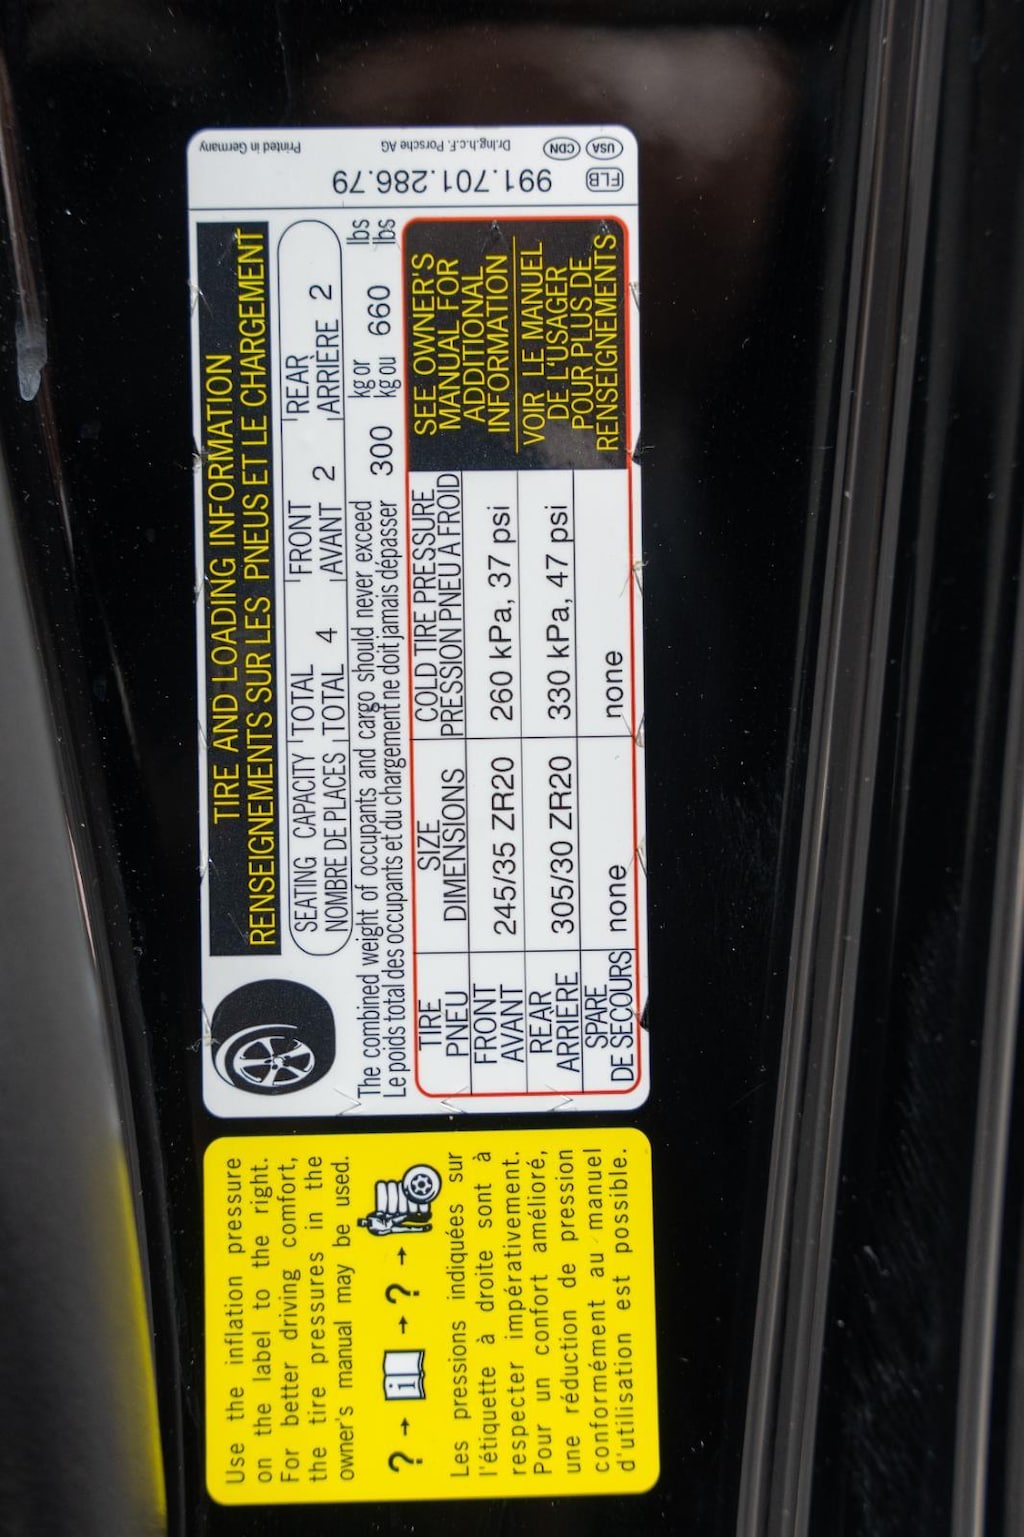 TIRE AND LOADING INFORMATION
RENSEIGNEMENTS SUR LES PNEUS ET LE CHARGEMENT
SEATING CAPACITY TOTAL 4 FRONT 2 REAR 2
NOMBRE DE PLACES TOTAL AVANT ARRIÈRE
The combined weight of occupants and cargo should never exceed 300 kg or 660 lbs
Le poids total des occupants et du chargement ne doit jamais dépasser kg ou lbs
TIRE SIZE COLD TIRE PRESSURE
PNEU DIMENSIONS PRESSION PNEU A FROID
FRONT
AVANT 245/35 ZR20 260 kPa, 37 psi
REAR
ARRIÈRE 305/30 ZR20 330 kPa, 47 psi
SPARE
DE SECOURS none none
SEE OWNER'S
MANUAL FOR
ADDITIONAL
INFORMATION
VOIR LE MANUEL
DE L'USAGER
POUR PLUS DE
RENSEIGNEMENTS
Printed in Germany Dr.Ing.h.c.F. Porsche AG CDN USA
991.701.286.79 FLB
Use the inflation pressure
on the label to the right.
For better driving comfort,
the tire pressures in the
owner's manual may be used.
? → i → ? →
Les pressions indiquées sur
l'étiquette à droite sont à
respecter impérativement.
Pour un confort amélioré,
une réduction de pression
conformément au manuel
d'utilisation est possible.